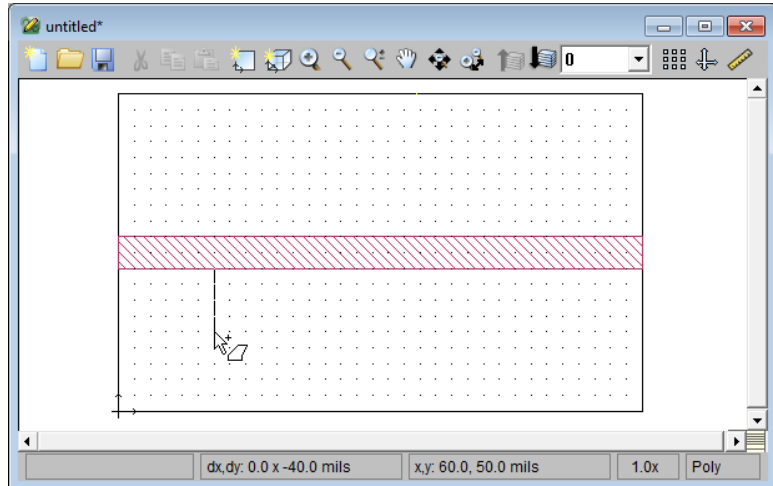 untitled*
0
dx,dy: 0.0 x -40.0 mils
x,y: 60.0, 50.0 mils
1.0x
Poly